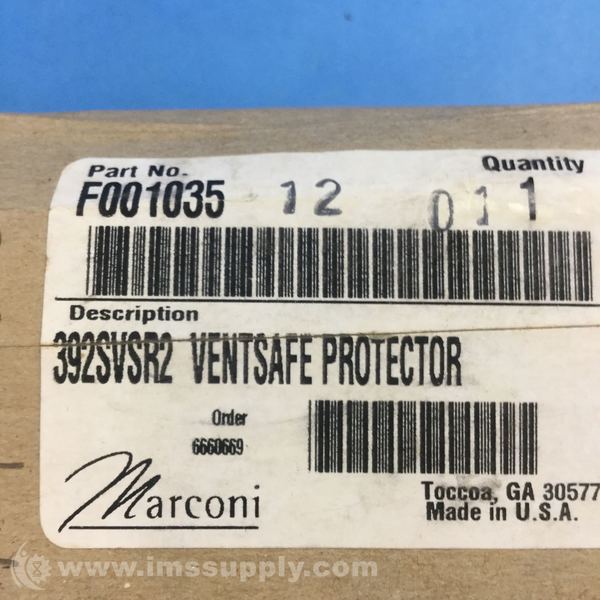 Part No. Quantity
F001035 12 011
Description
392SVSR2 VENTSAFE PROTECTOR
Order
6660669
Marconi
Toccoa, GA 30577
Made in U.S.A.
© www.imssupply.com